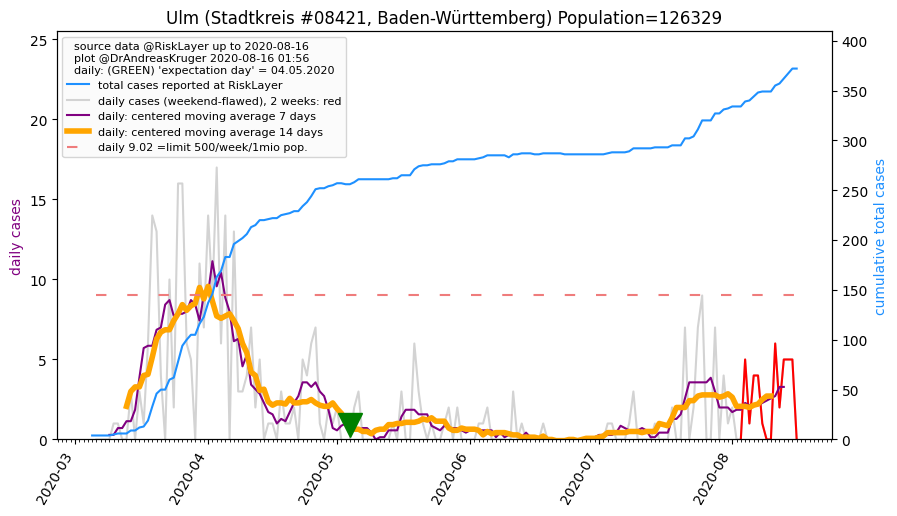 Ulm (Stadtkreis #08421, Baden-Württemberg) Population=126329
source data @RiskLayer up to 2020-08-16
plot @DrAndreasKruger 2020-08-16 01:56
daily: (GREEN) 'expectation day' = 04.05.2020
total cases reported at RiskLayer
daily cases (weekend-flawed), 2 weeks: red
daily: centered moving average 7 days
daily: centered moving average 14 days
daily 9.02 =limit 500/week/1mio pop.
daily cases
25
20
15
10
5
0
cumulative total cases
400
350
300
250
200
150
100
50
0
2020-03
2020-04
2020-05
2020-06
2020-07
2020-08